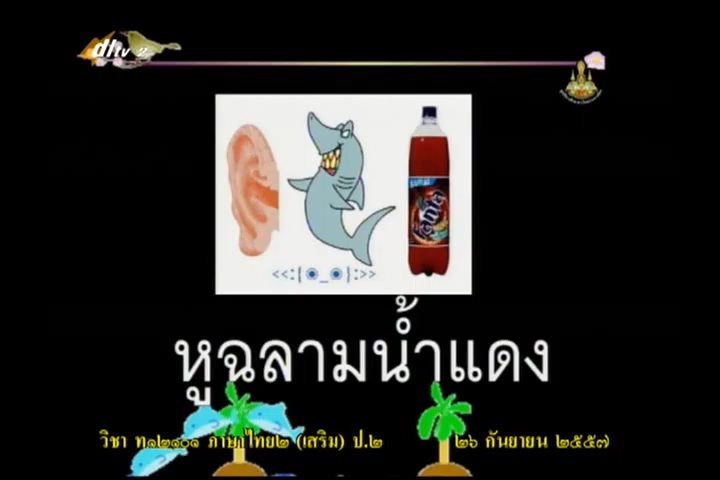 dltv 2
<<:{◉_◉}:>>
หูฉลามน้ำแดง
วิชา ท๑๒๑๐๑ ภาษาไทย๒ (เสริม) ป.๒ ๒๖ กันยายน ๒๕๕๗